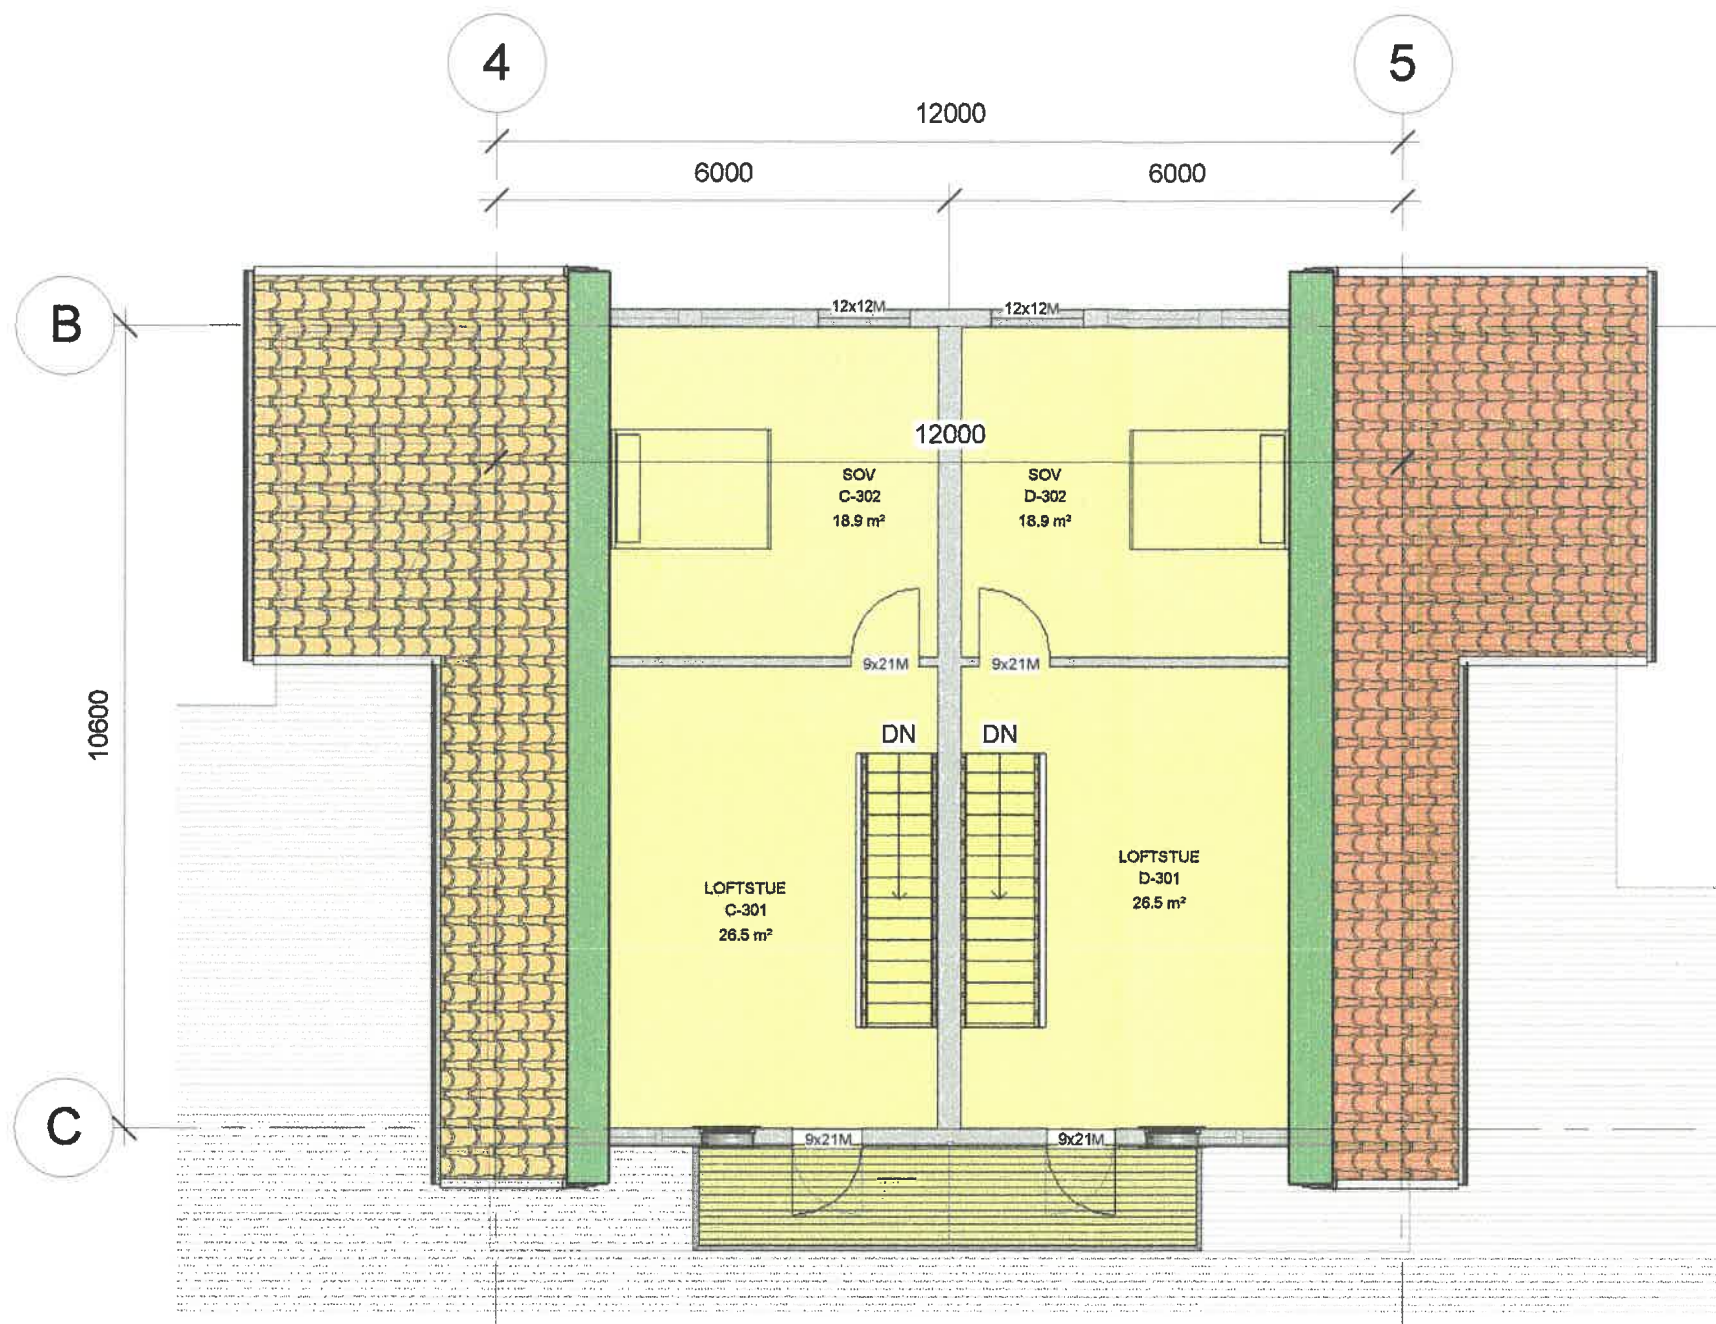 4
5
12000
6000
6000
B
12x12M
12x12M
12000
SOV
C-302
18.9 m²
SOV
D-302
18.9 m²
9x21M
9x21M
10600
DN
DN
LOFTSTUE
C-301
26.5 m²
LOFTSTUE
D-301
26.5 m²
C
9x21M
9x21M